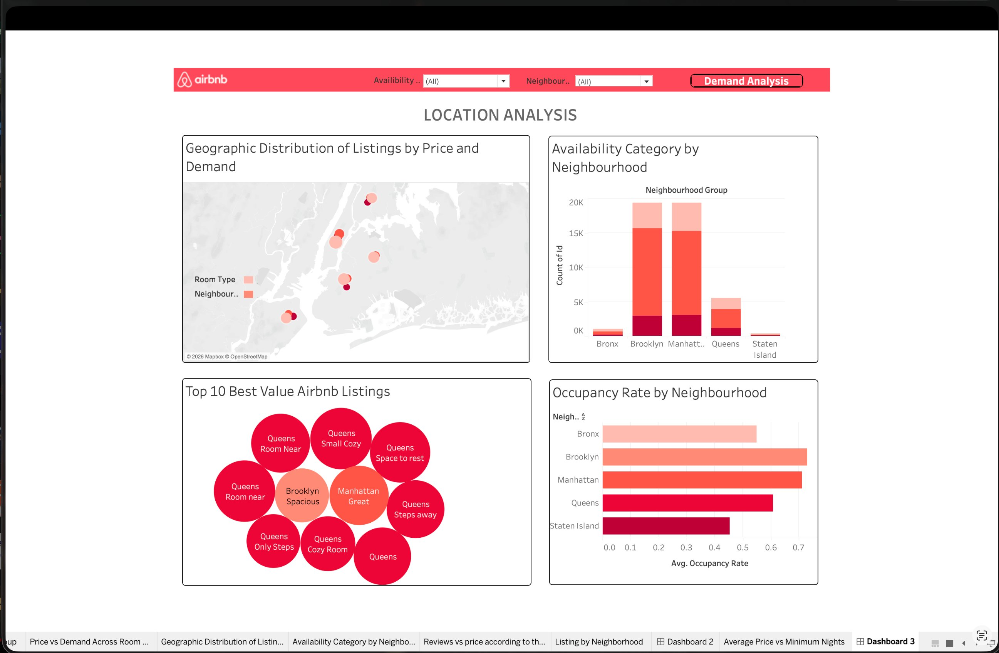 airbnb
Availibility ..
(All)
Neighbour..
(All)
Demand Analysis
LOCATION ANALYSIS
Geographic Distribution of Listings by Price and
Demand
Room Type
Neighbour..
© 2026 Mapbox © OpenStreetMap
Availability Category by
Neighbourhood
Neighbourhood Group
Count of Id
20K
15K
10K
5K
0K
Bronx
Brooklyn
Manhatt..
Queens
Staten
Island
Top 10 Best Value Airbnb Listings
Queens
Room Near
Queens
Small Cozy
Queens
Space to rest
Queens
Room near
Brooklyn
Spacious
Manhattan
Great
Queens
Steps away
Queens
Only Steps
Queens
Cozy Room
Queens
Occupancy Rate by Neighbourhood
Neigh..
Bronx
Brooklyn
Manhattan
Queens
Staten Island
0.0 0.1 0.2 0.3 0.4 0.5 0.6 0.7
Avg. Occupancy Rate
oup
Price vs Demand Across Room ...
Geographic Distribution of Listin...
Availability Category by Neighbo...
Reviews vs price according to th...
Listing by Neighborhood
Dashboard 2
Average Price vs Minimum Nights
Dashboard 3